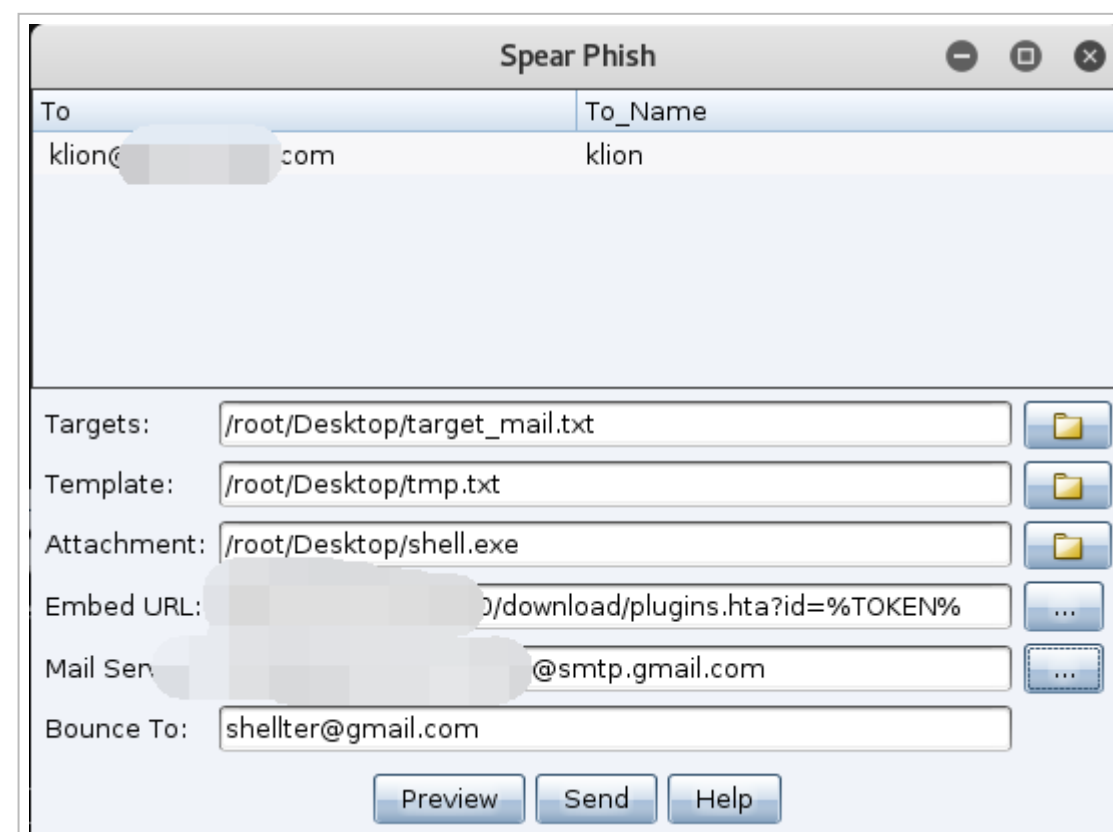 Spear Phish
To To_Name
klion@ com klion
Targets: /root/Desktop/target_mail.txt
Template: /root/Desktop/tmp.txt
Attachment: /root/Desktop/shell.exe
Embed URL: 0/download/plugins.hta?id=%TOKEN%
Mail Ser @smtp.gmail.com
Bounce To: shellter@gmail.com
Preview Send Help